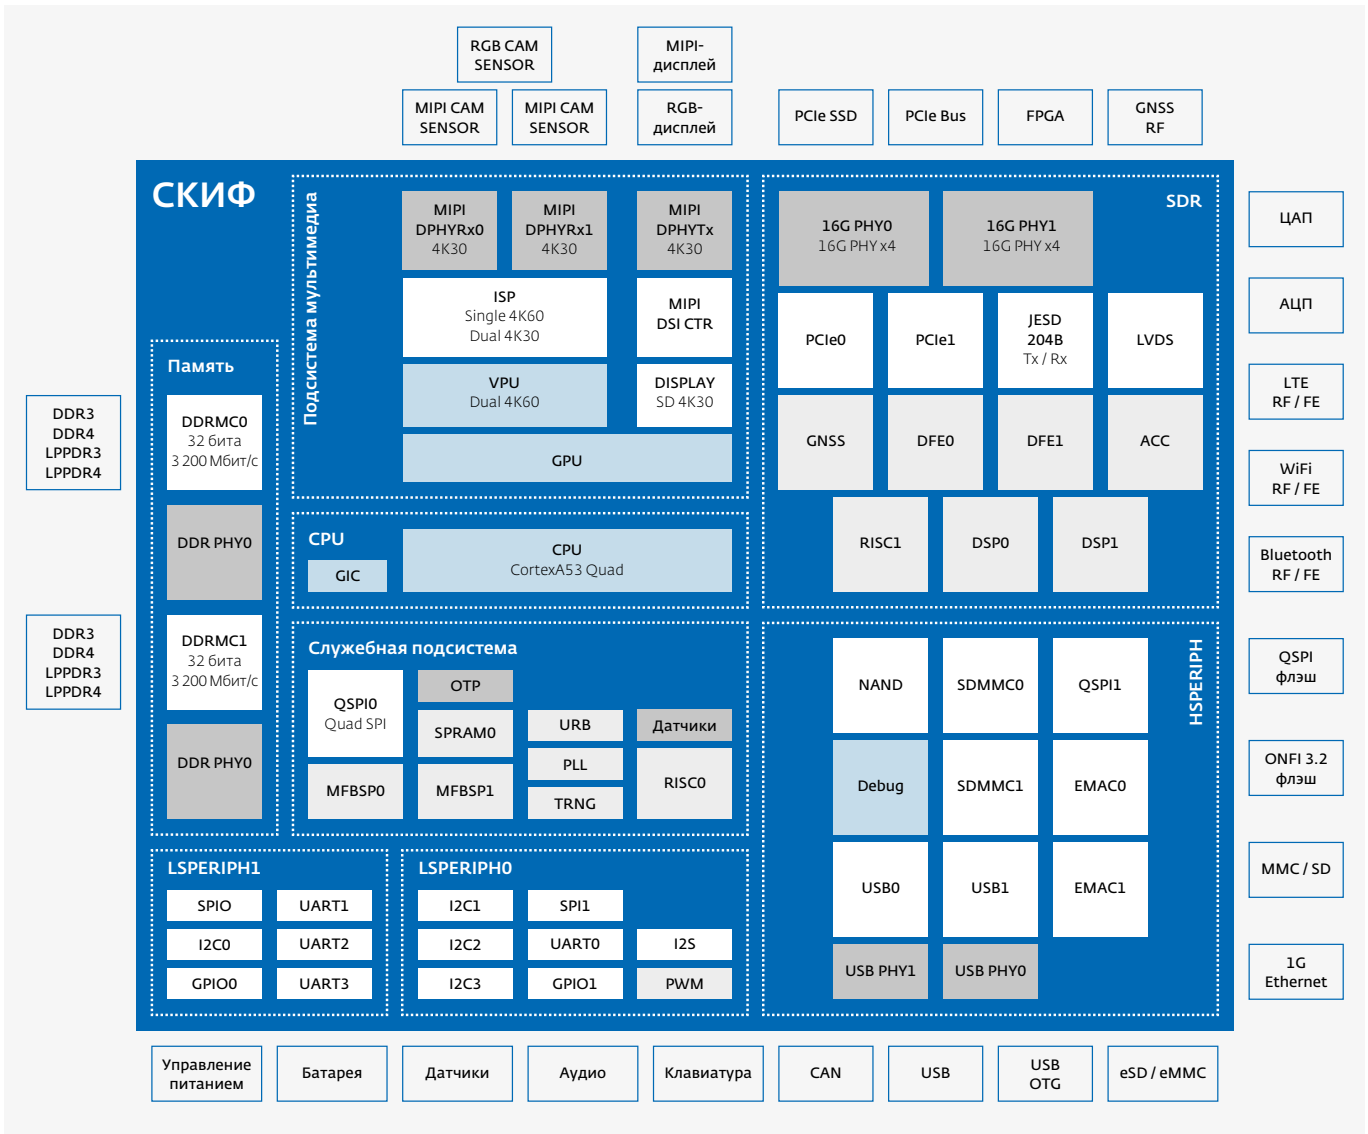 RGB CAM
SENSOR
MIPI-
дисплей
MIPI CAM
SENSOR
MIPI CAM
SENSOR
RGB-
дисплей
PCIe SSD
PCIe Bus
FPGA
GNSS
RF
СКИФ
Подсистема мультимедиа
MIPI
DPHYRx0
4K30
MIPI
DPHYRx1
4K30
MIPI
DPHYTx
4K30
ISP
Single 4K60
Dual 4K30
MIPI
DSI CTR
VPU
Dual 4K60
DISPLAY
SD 4K30
GPU
SDR
16G PHY0
16G PHY x4
16G PHY1
16G PHY x4
PCIe0
PCIe1
JESD
204B
Tx / Rx
LVDS
GNSS
DFE0
DFE1
ACC
RISC1
DSP0
DSP1
ЦАП
АЦП
LTE
RF / FE
WiFi
RF / FE
Bluetooth
RF / FE
QSPI
флэш
ONFI 3.2
флэш
MMC / SD
1G
Ethernet
DDR3
DDR4
LPPDR3
LPPDR4
DDR3
DDR4
LPPDR3
LPPDR4
Память
DDRMC0
32 бита
3 200 Мбит/с
DDR PHY0
DDRMC1
32 бита
3 200 Мбит/с
DDR PHY0
CPU
GIC
CPU
CortexA53 Quad
Служебная подсистема
QSPI0
Quad SPI
OTP
SPRAM0
URB
Датчики
PLL
RISC0
MFBSP0
MFBSP1
TRNG
HSPERIPH
NAND
SDMMC0
QSPI1
Debug
SDMMC1
EMAC0
USB0
USB1
EMAC1
USB PHY1
USB PHY0
LSPERIPH1
SPIO
UART1
I2C0
UART2
GPIO0
UART3
LSPERIPH0
I2C1
SPI1
I2C2
UART0
I2S
I2C3
GPIO1
PWM
Управление
питанием
Батарея
Датчики
Аудио
Клавиатура
CAN
USB
USB
OTG
eSD / eMMC